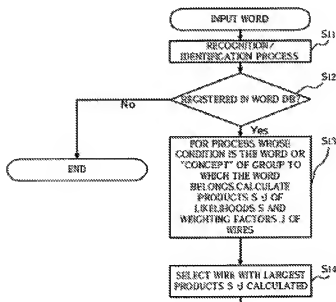 INPUT WORD
S11
RECOGNITION/
IDENTIFICATION PROCESS
S12
REGISTERED IN WORD DB?
No
Yes
S13
END
FOR PROCESS WHOSE
CONDITION IS THE WORD OR
"CONCEPT" OF GROUP TO
WHICH THE WORD
BELONGS, CALCULATE
PRODUCTS S·J OF
LIKELIHOODS S AND
WEIGHTING FACTORS J OF
WIRES
S14
SELECT WIRE WITH LARGEST
PRODUCTS S·J CALCULATED